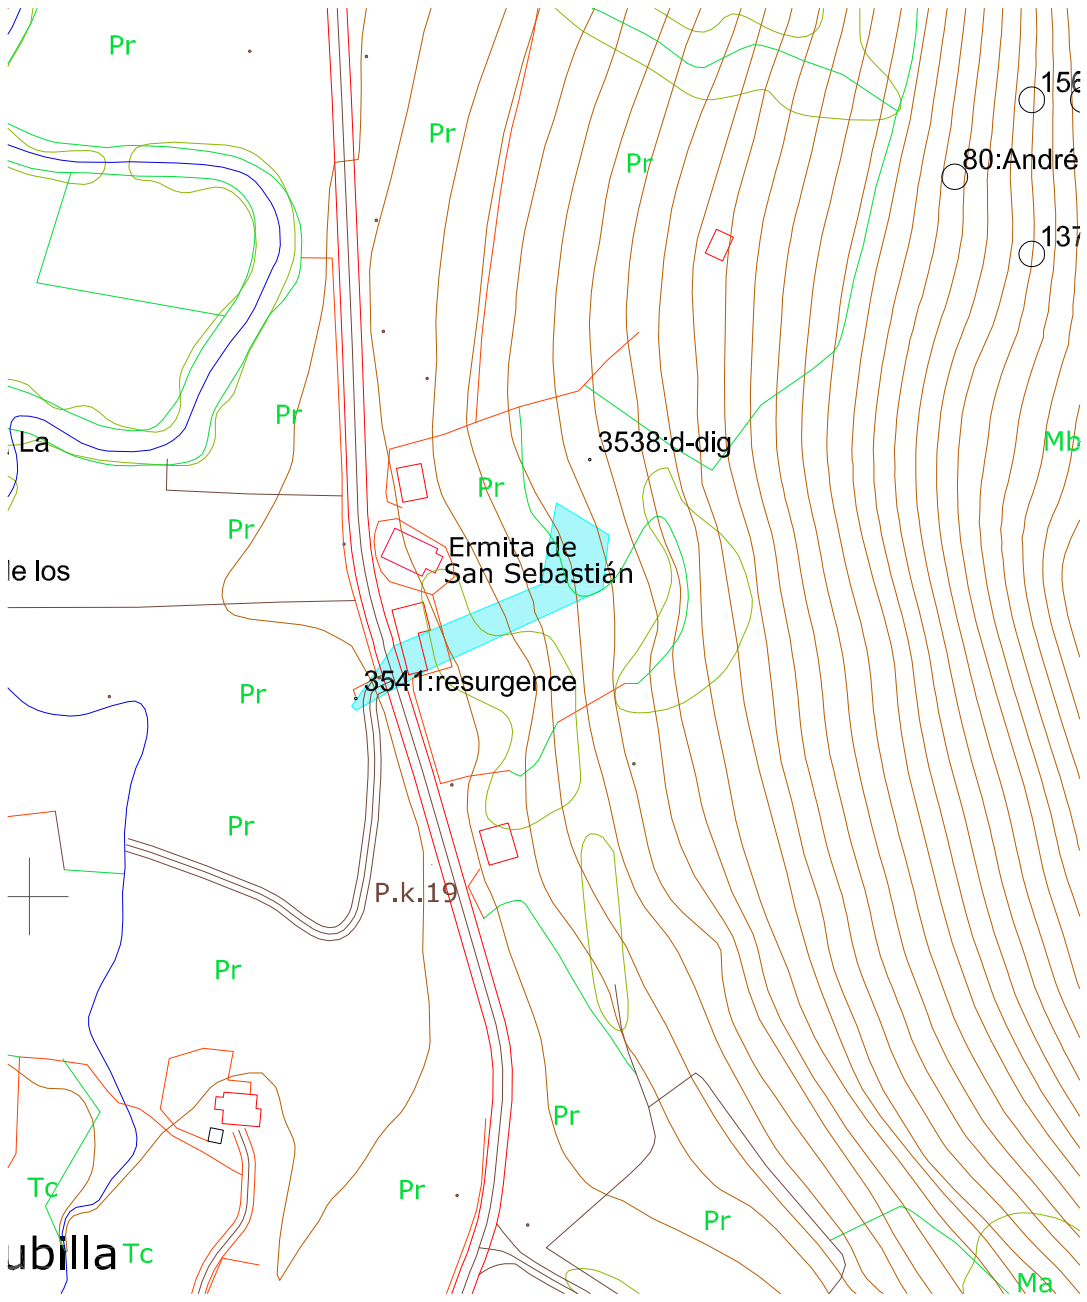 Pr
156
Pr
80:André
Pr
137
Pr
La
3538:d-dig
Mb
Pr
Pr
Ermita de
San Sebastián
le los
3541:resurgence
Pr
Pr
P.k.19
Pr
Pr
Tc
Pr
Pr
ubilla
Tc
Ma